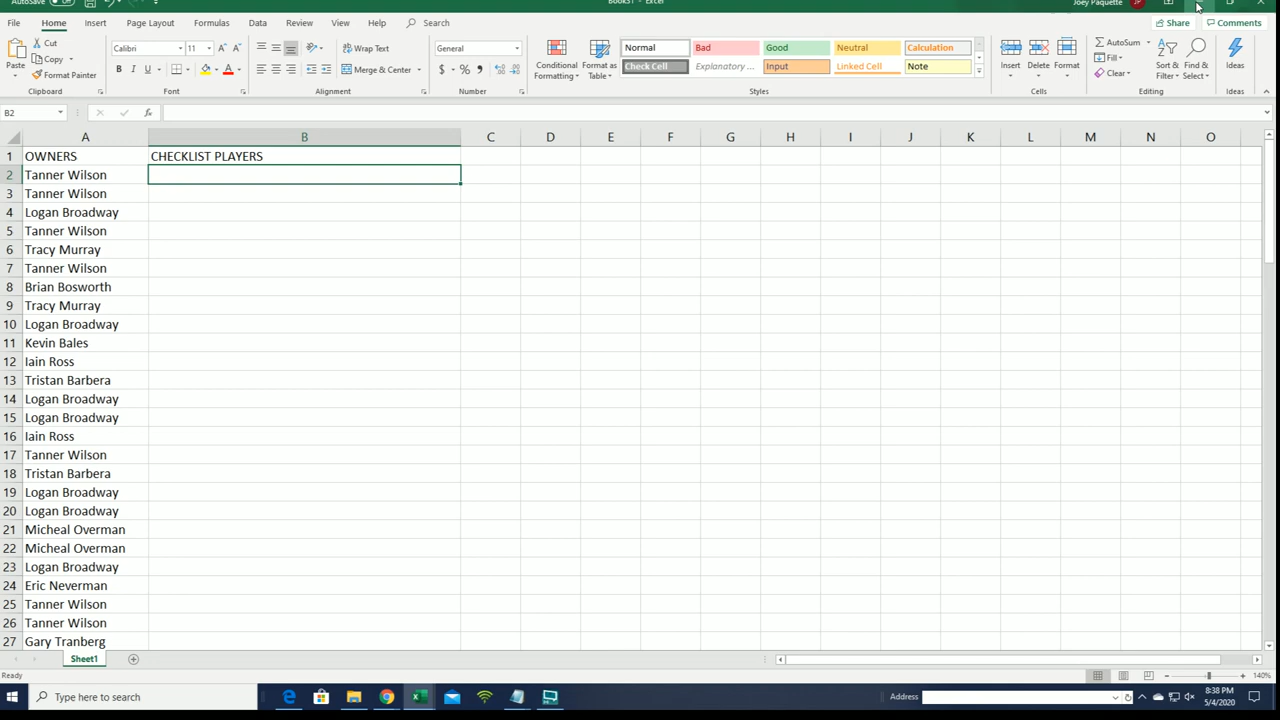 AutoSave Off Book31 - Excel Joey Paquette JP
File Home Insert Page Layout Formulas Data Review View Help Search Share Comments
Paste Cut Copy Format Painter Clipboard
Calibri 11 A A B I U A Font
ab Wrap Text Merge & Center Alignment
General $ % , Number
Conditional Formatting Format as Table
Normal Bad Good Neutral Calculation
Check Cell Explanatory ... Input Linked Cell Note
Styles
Insert Delete Format Cells
AutoSum Fill Clear Sort & Filter Find & Select Editing
Ideas Ideas
B2 fx
A B C D E F G H I J K L M N O
1 OWNERS CHECKLIST PLAYERS
2 Tanner Wilson
3 Tanner Wilson
4 Logan Broadway
5 Tanner Wilson
6 Tracy Murray
7 Tanner Wilson
8 Brian Bosworth
9 Tracy Murray
10 Logan Broadway
11 Kevin Bales
12 Iain Ross
13 Tristan Barbera
14 Logan Broadway
15 Logan Broadway
16 Iain Ross
17 Tanner Wilson
18 Tristan Barbera
19 Logan Broadway
20 Logan Broadway
21 Micheal Overman
22 Micheal Overman
23 Logan Broadway
24 Eric Neverman
25 Tanner Wilson
26 Tanner Wilson
27 Gary Tranberg
Sheet1
Ready 140%
Type here to search Address 8:38 PM
5/4/2020